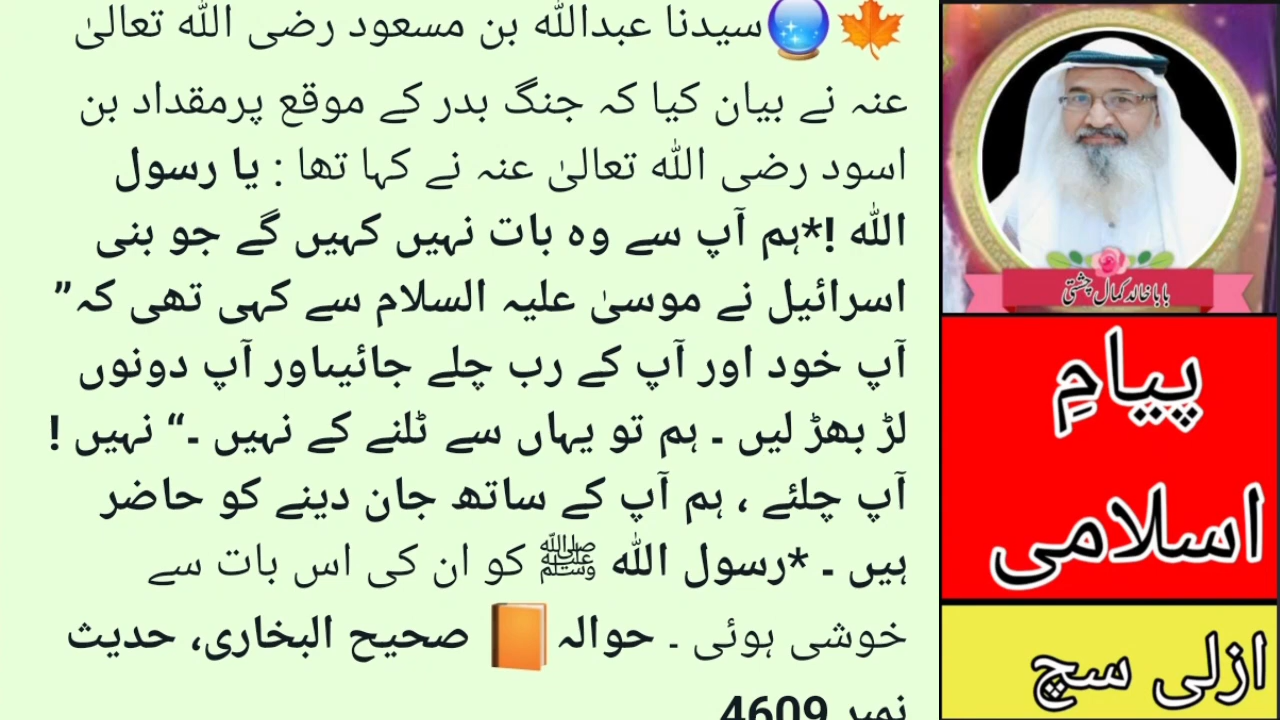 🍁🔮سیدنا عبداللہ بن مسعود رضی اللہ تعالیٰ
عنہ نے بیان کیا کہ جنگ بدر کے موقع پرمقداد بن
اسود رضی اللہ تعالیٰ عنہ نے کہا تھا : یا رسول
اللہ !*ہم آپ سے وہ بات نہیں کہیں گے جو بنی
اسرائیل نے موسیٰ علیہ السلام سے کہی تھی کہ”
آپ خود اور آپ کے رب چلے جائیںاور آپ دونوں
لڑ بھڑ لیں ۔ ہم تو یہاں سے ٹلنے کے نہیں ۔“ نہیں !
آپ چلئے ، ہم آپ کے ساتھ جان دینے کو حاضر
ہیں ۔ *رسول اللہ ﷺ کو ان کی اس بات سے
خوشی ہوئی ۔ حوالہ📙 صحیح البخاری، حدیث
نمبر 4609
بابا خالد کمال چشتی
پیامِ
اسلامی
ازلی سچ